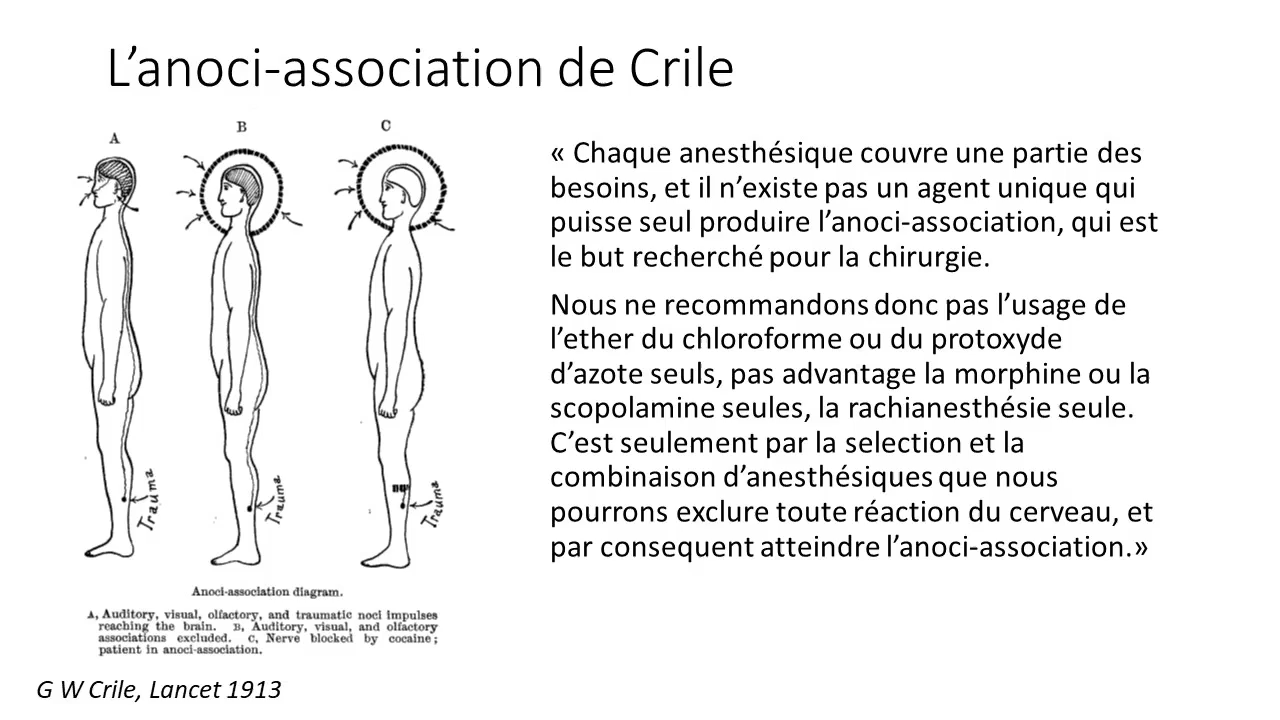 L’anoci-association de Crile
A
B
C
Trauma
Trauma
Trauma
Anoci-association diagram.
A, Auditory, visual, olfactory, and traumatic noci impulses
reaching the brain. B, Auditory, visual, and olfactory
associations excluded. C, Nerve blocked by cocaine;
patient in anoci-association.
« Chaque anesthésique couvre une partie des
besoins, et il n’existe pas un agent unique qui
puisse seul produire l’anoci-association, qui est
le but recherché pour la chirurgie.
Nous ne recommandons donc pas l’usage de
l’ether du chloroforme ou du protoxyde
d’azote seuls, pas advantage la morphine ou la
scopolamine seules, la rachianesthésie seule.
C’est seulement par la selection et la
combinaison d’anesthésiques que nous
pourrons exclure toute réaction du cerveau, et
par consequent atteindre l’anoci-association.»
G W Crile, Lancet 1913